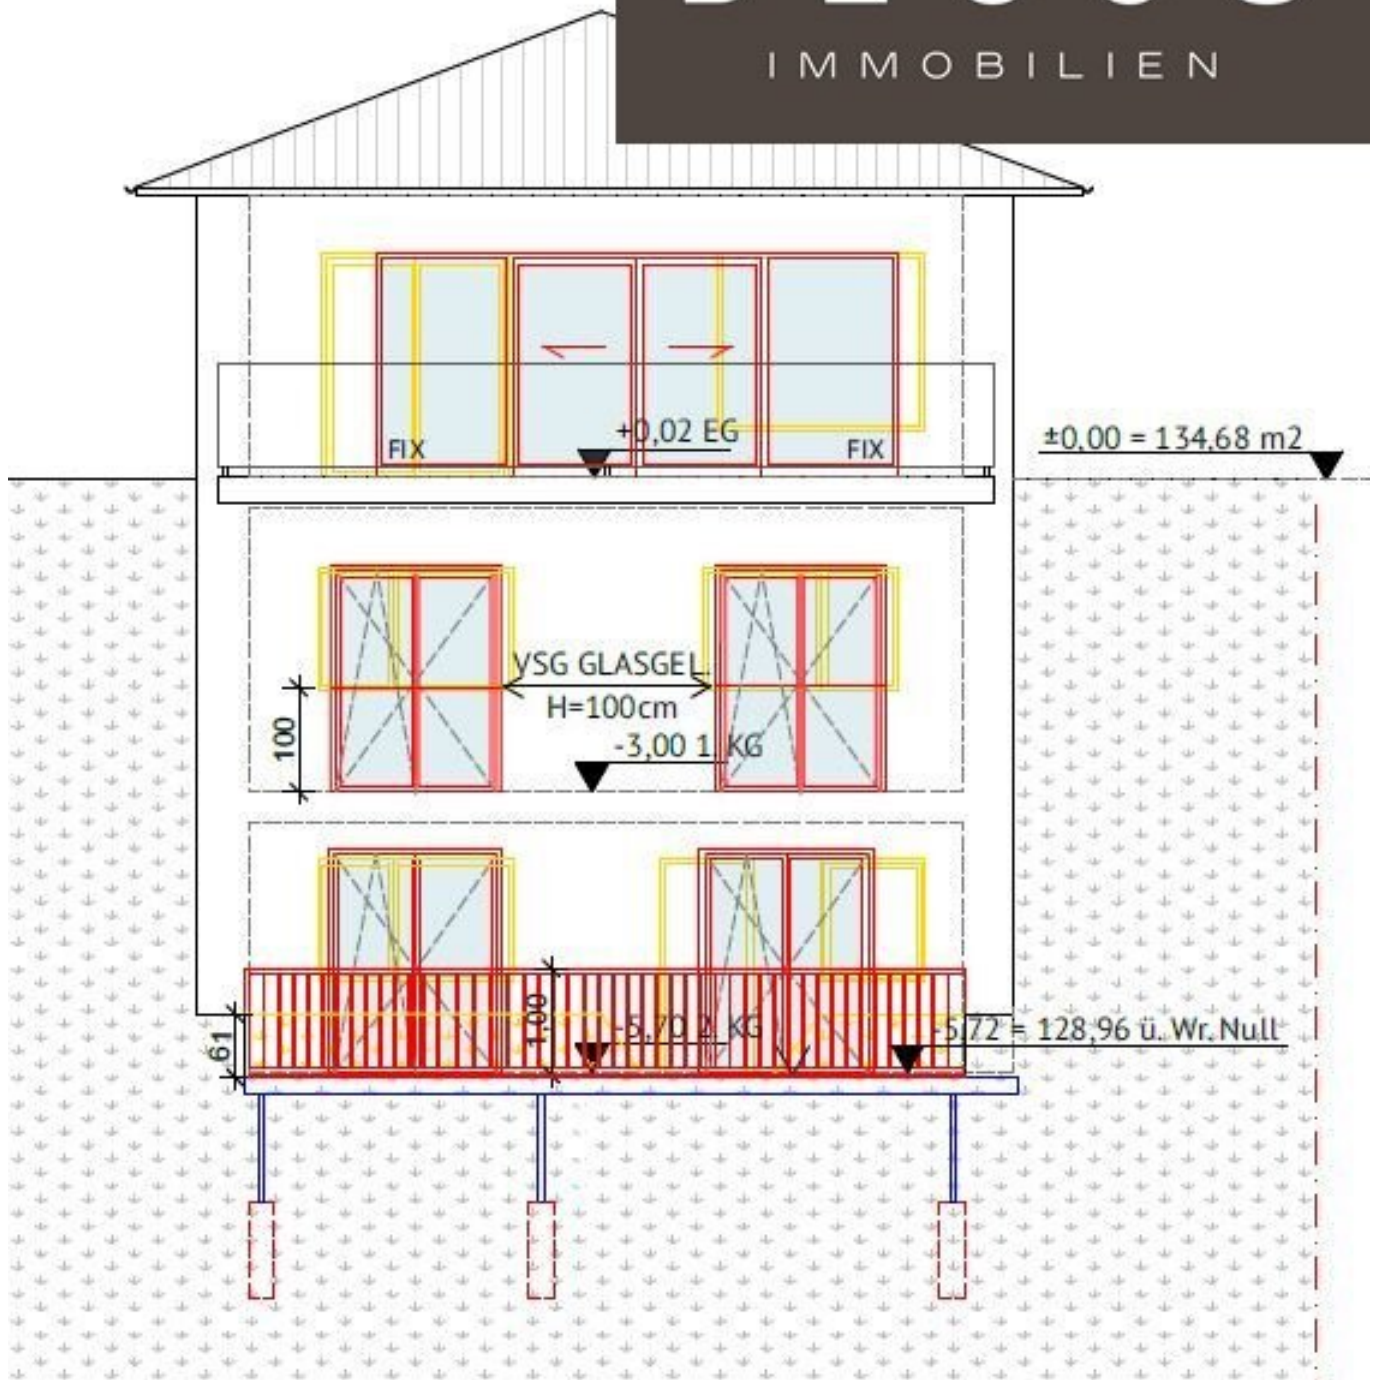 IMMOBILIEN
+0,02 EG
FIX
FIX
±0,00 = 134,68 m2
VSG GLASGEL.
H=100cm
100
-3,00 1. KG
1,00
-5,70 2. KG
-5,72 = 128,96 ü. Wr. Null
61